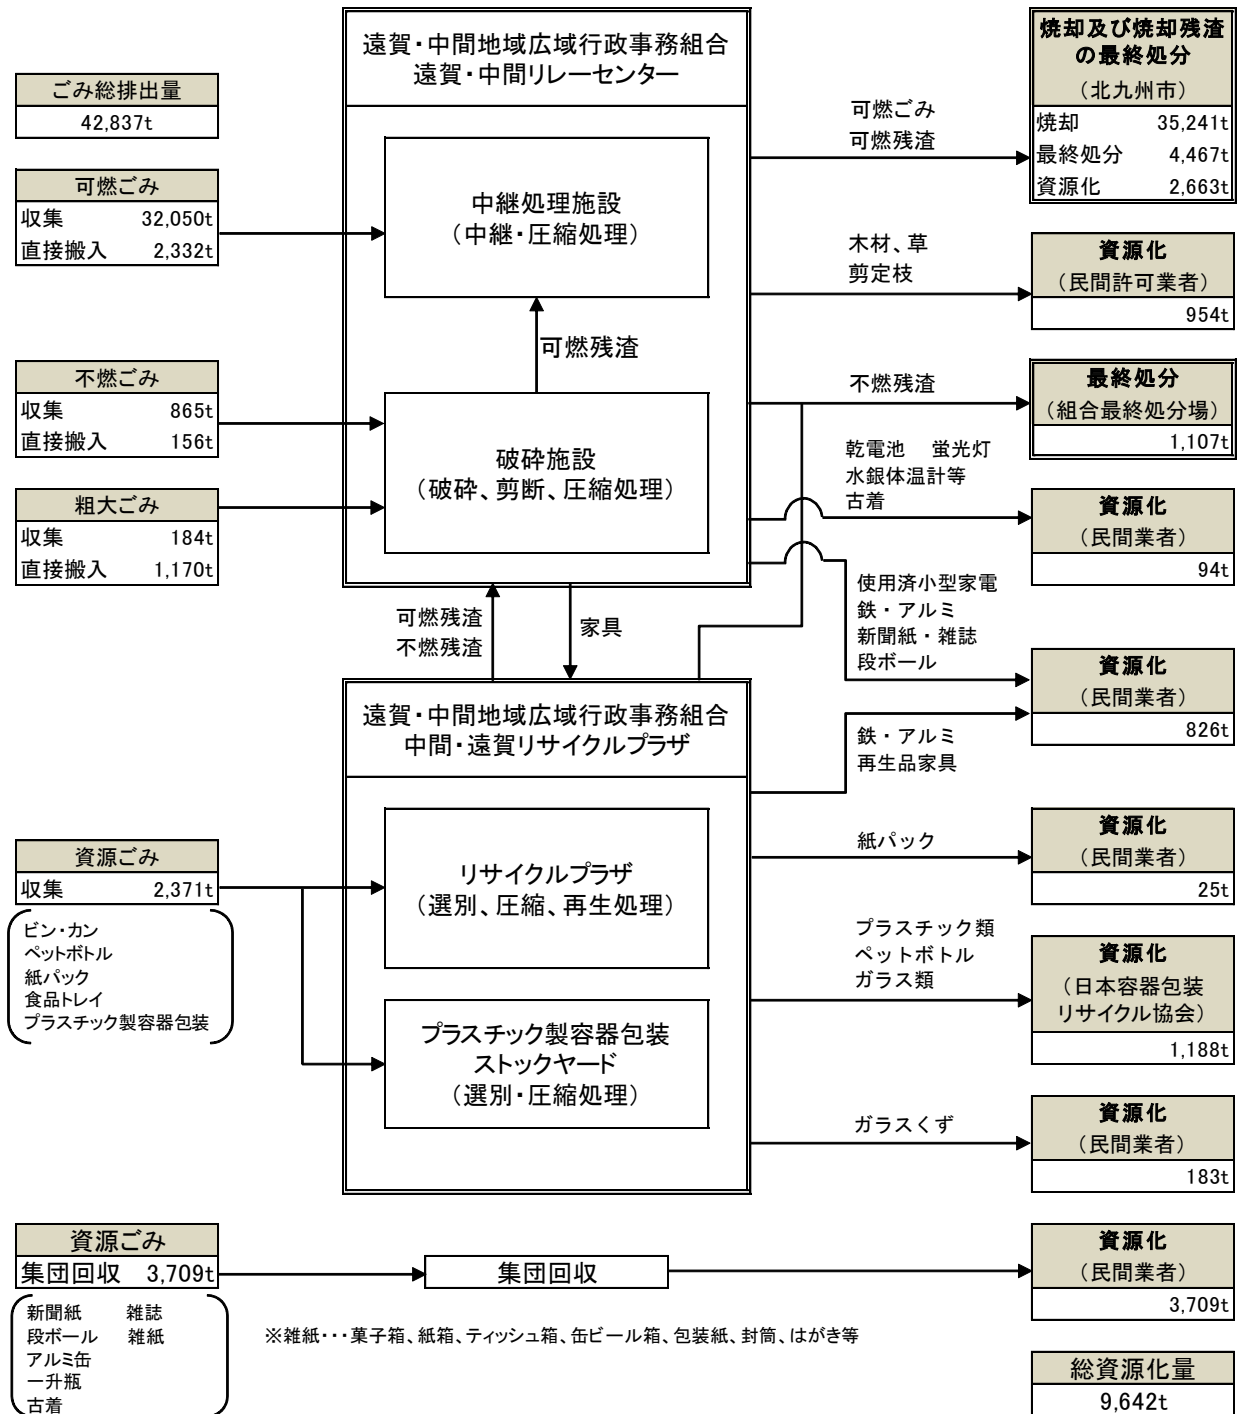 ごみ総排出量
42,837t
可燃ごみ
収集 32,050t
直接搬入 2,332t
不燃ごみ
収集 865t
直接搬入 156t
粗大ごみ
収集 184t
直接搬入 1,170t
資源ごみ
収集 2,371t
ビン・カン
ペットボトル
紙パック
食品トレイ
プラスチック製容器包装
資源ごみ
集団回収 3,709t
新聞紙 雑誌
段ボール 雑紙
アルミ缶
一升瓶
古着
遠賀・中間地域広域行政事務組合
遠賀・中間リレーセンター
中継処理施設
（中継・圧縮処理）
可燃残渣
破砕施設
（破砕、剪断、圧縮処理）
可燃残渣
不燃残渣
家具
遠賀・中間地域広域行政事務組合
中間・遠賀リサイクルプラザ
リサイクルプラザ
（選別、圧縮、再生処理）
プラスチック製容器包装
ストックヤード
（選別・圧縮処理）
集団回収
※雑紙・・・菓子箱、紙箱、ティッシュ箱、缶ビール箱、包装紙、封筒、はがき等
可燃ごみ
可燃残渣
木材、草
剪定枝
不燃残渣
乾電池 蛍光灯
水銀体温計等
古着
使用済小型家電
鉄・アルミ
新聞紙・雑誌
段ボール
鉄・アルミ
再生品家具
紙パック
プラスチック類
ペットボトル
ガラス類
ガラスくず
焼却及び焼却残渣
の最終処分
（北九州市）
焼却 35,241t
最終処分 4,467t
資源化 2,663t
資源化
（民間許可業者）
954t
最終処分
（組合最終処分場）
1,107t
資源化
（民間業者）
94t
資源化
（民間業者）
826t
資源化
（民間業者）
25t
資源化
（日本容器包装
リサイクル協会）
1,188t
資源化
（民間業者）
183t
資源化
（民間業者）
3,709t
総資源化量
9,642t